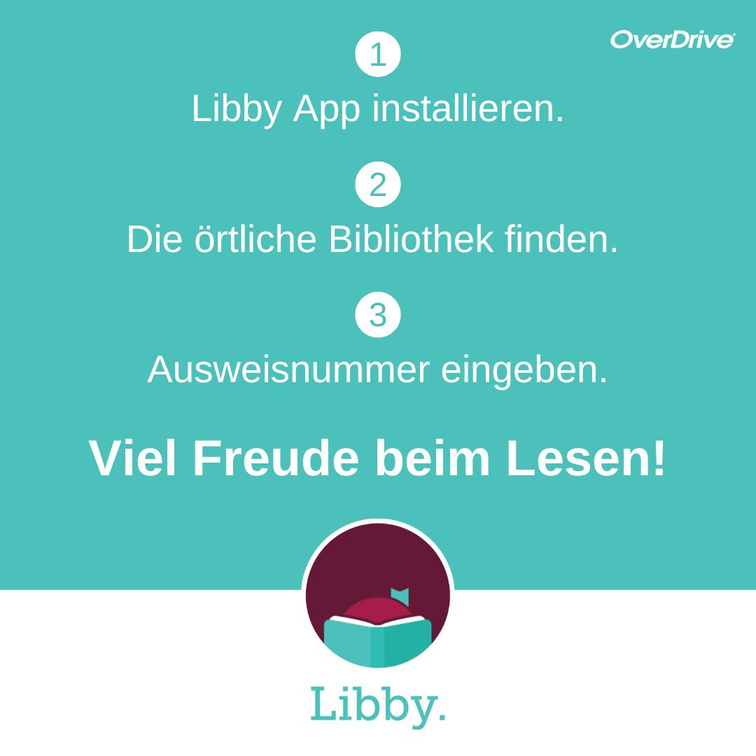 OverDrive
1
Libby App installieren.
2
Die örtliche Bibliothek finden.
3
Ausweisnummer eingeben.
Viel Freude beim Lesen!
Libby.